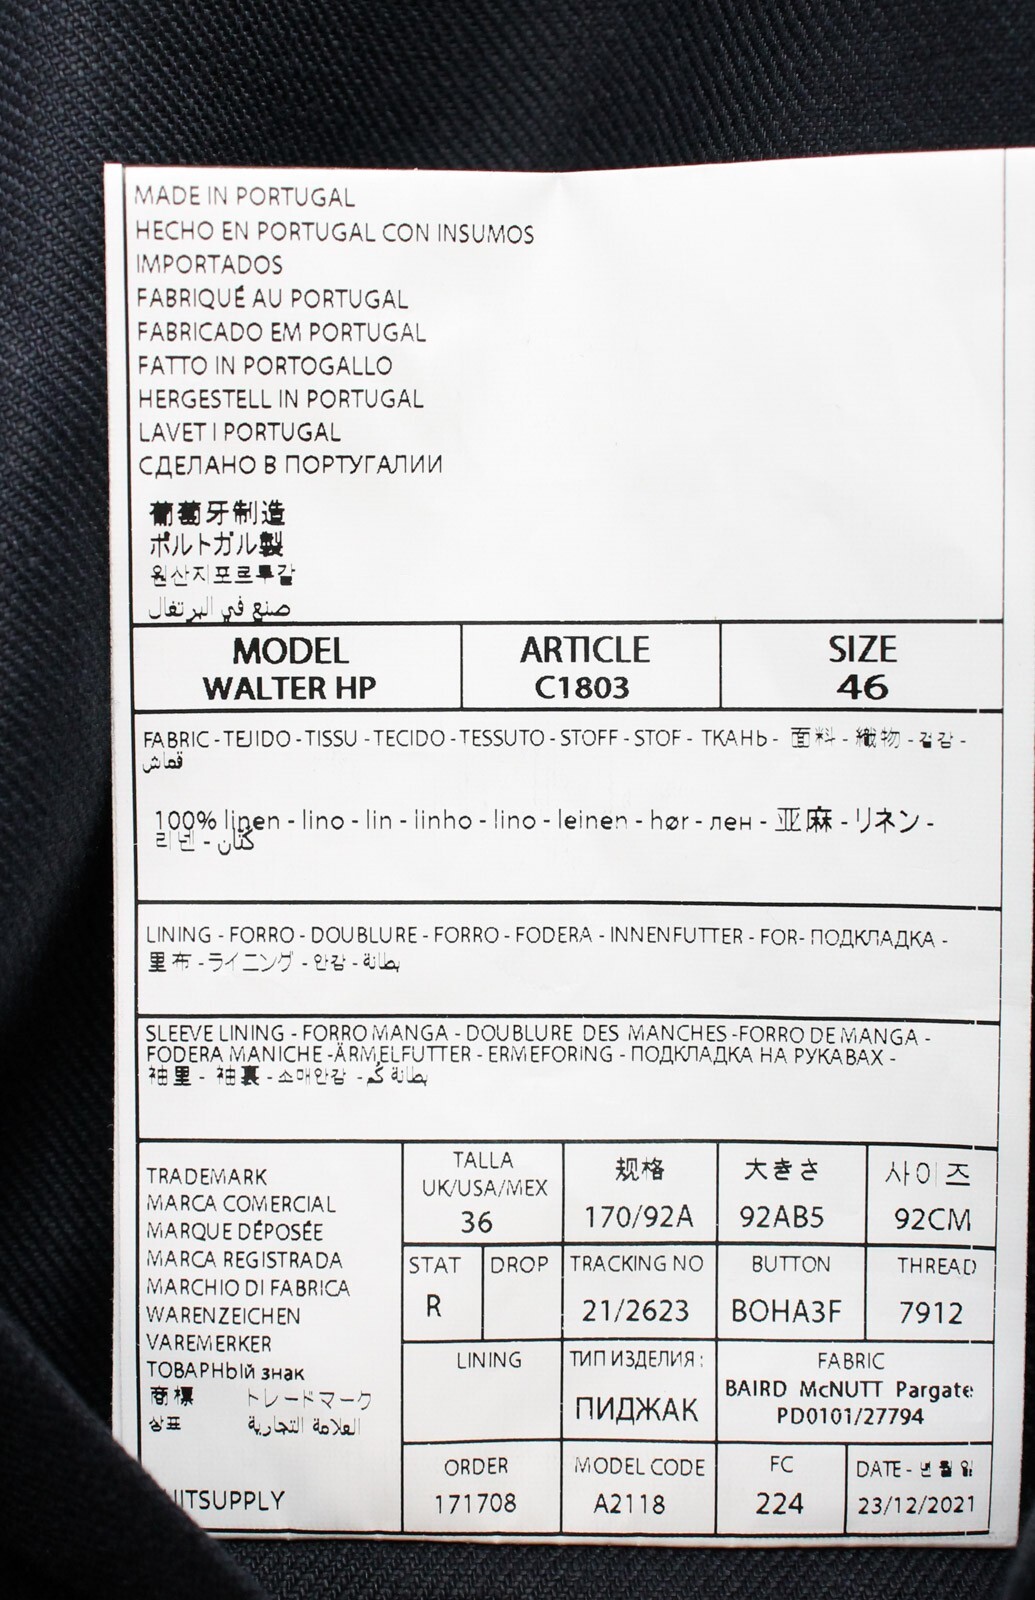 MADE IN PORTUGAL
HECHO EN PORTUGAL CON INSUMOS
IMPORTADOS
FABRIQUÉ AU PORTUGAL
FABRICADO EM PORTUGAL
FATTO IN PORTOGALLO
HERGESTELL IN PORTUGAL
LAVET I PORTUGAL
СДЕЛАНО В ПОРТУГАЛИИ
葡萄牙制造
ポルトガル製
원산지포르투갈
صنع في البرتغال
MODEL
WALTER HP
ARTICLE
C1803
SIZE
46
FABRIC - TEJIDO - TISSU - TECIDO - TESSUTO - STOFF - STOF - ТКАНЬ - 面料 - 織物 - 겉감 -
قماش
100% linen - lino - lin - linho - lino - leinen - hør - лен - 亚麻 - リネン -
리넨 - كتان
LINING - FORRO - DOUBLURE - FORRO - FODERA - INNENFUTTER - FOR- ПОДКЛАДКА -
里布 - ライニング - 안감 - بطانة
SLEEVE LINING - FORRO MANGA - DOUBLURE DES MANCHES -FORRO DE MANGA -
FODERA MANICHE -ÄRMELFUTTER - ERMEFORING - ПОДКЛАДКА НА РУКАВАХ -
袖里 - 袖裏 - 소매안감 - بطانة كم
TRADEMARK
MARCA COMERCIAL
MARQUE DÉPOSÉE
MARCA REGISTRADA
MARCHIO DI FABRICA
WARENZEICHEN
VAREMERKER
ТОВАРНЫЙ знак
商標 トレードマーク
상표 العلامة التجارية
UITSUPPLY
TALLA
UK/USA/MEX
36
规格
170/92A
大きさ
92AB5
사이즈
92CM
STAT
R
DROP
TRACKING NO
21/2623
BUTTON
BOHA3F
THREAD
7912
LINING
ТИП ИЗДЕЛИЯ:
ПИДЖАК
FABRIC
BAIRD McNUTT Pargate
PD0101/27794
ORDER
171708
MODEL CODE
A2118
FC
224
DATE - 년 월 일
23/12/2021